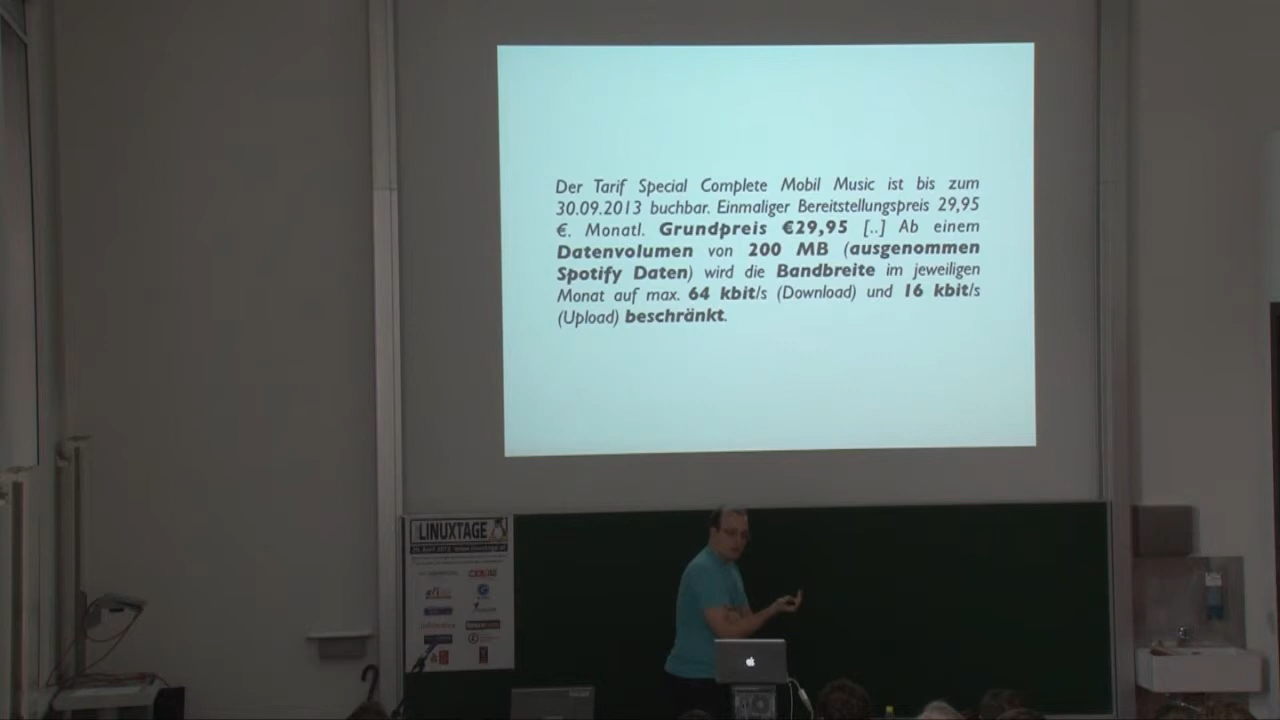 Der Tarif Special Complete Mobil Music ist bis zum
30.09.2013 buchbar. Einmaliger Bereitstellungspreis 29,95
€. Monatl. Grundpreis €29,95 [..] Ab einem
Datenvolumen von 200 MB (ausgenommen
Spotify Daten) wird die Bandbreite im jeweiligen
Monat auf max. 64 kbit/s (Download) und 16 kbit/s
(Upload) beschränkt.
LINUXTAGE